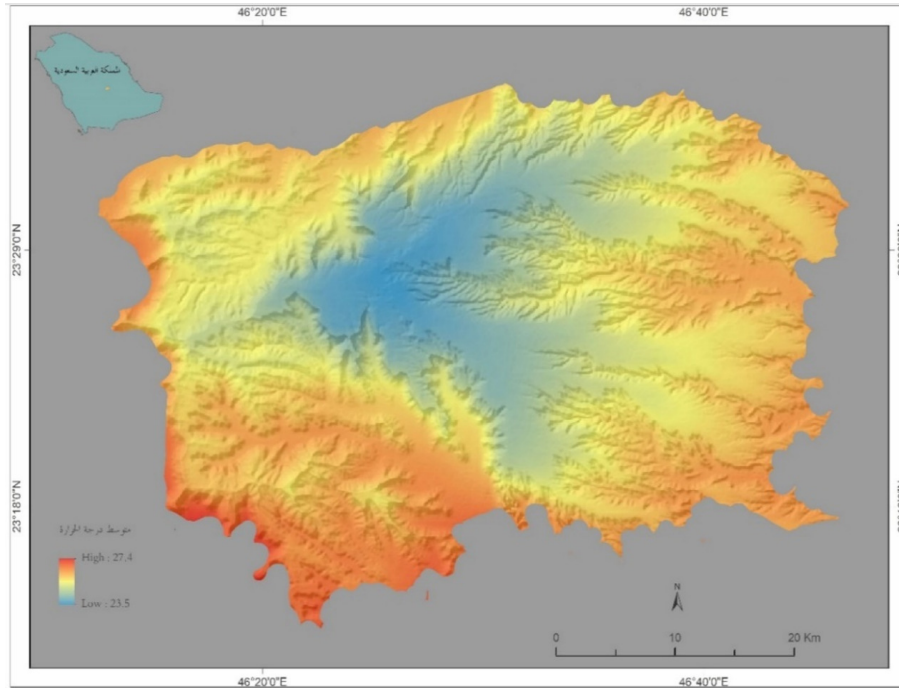 46°20'0"E
46°40'0"E
المملكة العربية السعودية
23°29'0"N
23°18'0"N
متوسط درجة الحرارة
High : 27.4
Low : 23.5
N
0
10
20 Km
46°20'0"E
46°40'0"E